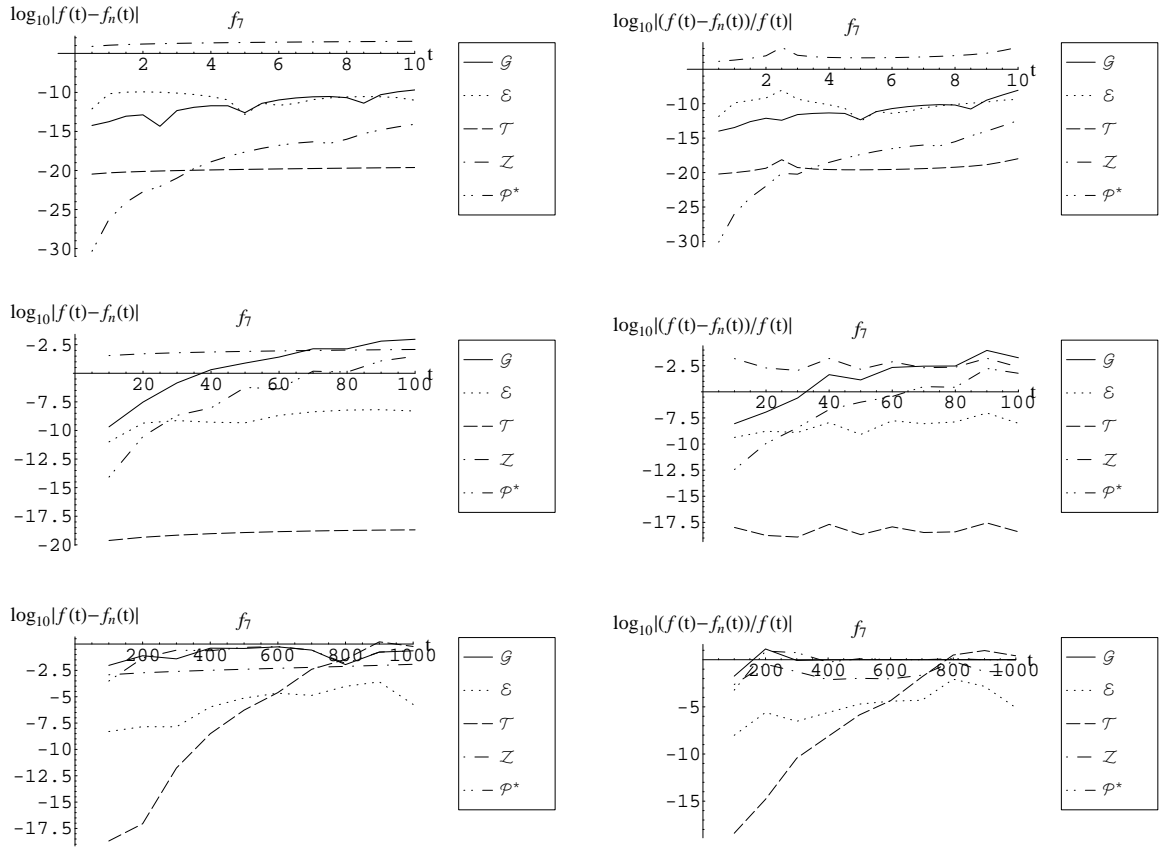 log10|f(t)−fn(t)|
f7
2 4 6 8 10 t
−10
−15
−20
−25
−30
𝒢
ℰ
𝒯
𝒵
𝒫*
log10|(f(t)−fn(t))/f(t)|
f7
2 4 6 8 10 t
−10
−15
−20
−25
−30
𝒢
ℰ
𝒯
𝒵
𝒫*
log10|f(t)−fn(t)|
f7
−2.5
20 40 60 80 100 t
−7.5
−10
−12.5
−15
−17.5
−20
𝒢
ℰ
𝒯
𝒵
𝒫*
log10|(f(t)−fn(t))/f(t)|
f7
−2.5
20 40 60 80 100 t
−7.5
−10
−12.5
−15
−17.5
𝒢
ℰ
𝒯
𝒵
𝒫*
log10|f(t)−fn(t)|
f7
200 400 600 800 1000 t
−2.5
−5
−7.5
−10
−12.5
−15
−17.5
𝒢
ℰ
𝒯
𝒵
𝒫*
log10|(f(t)−fn(t))/f(t)|
f7
200 400 600 800 1000 t
−5
−10
−15
𝒢
ℰ
𝒯
𝒵
𝒫*